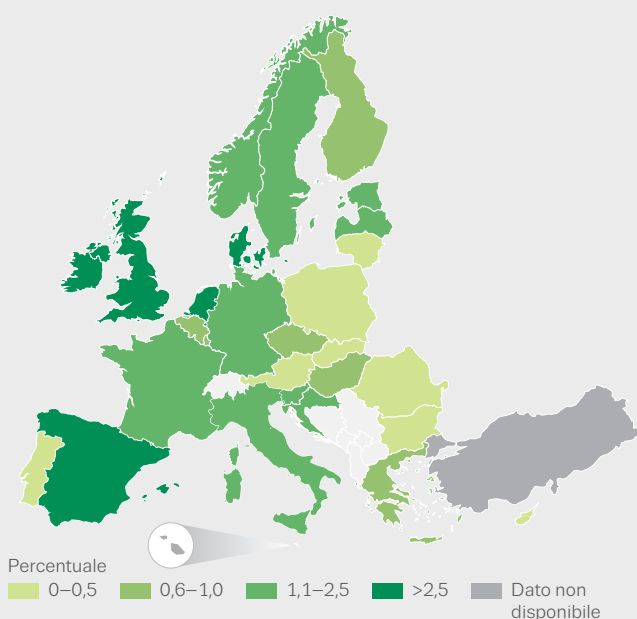 Percentuale
0–0,5
0,6–1,0
1,1–2,5
>2,5
Dato non
disponibile